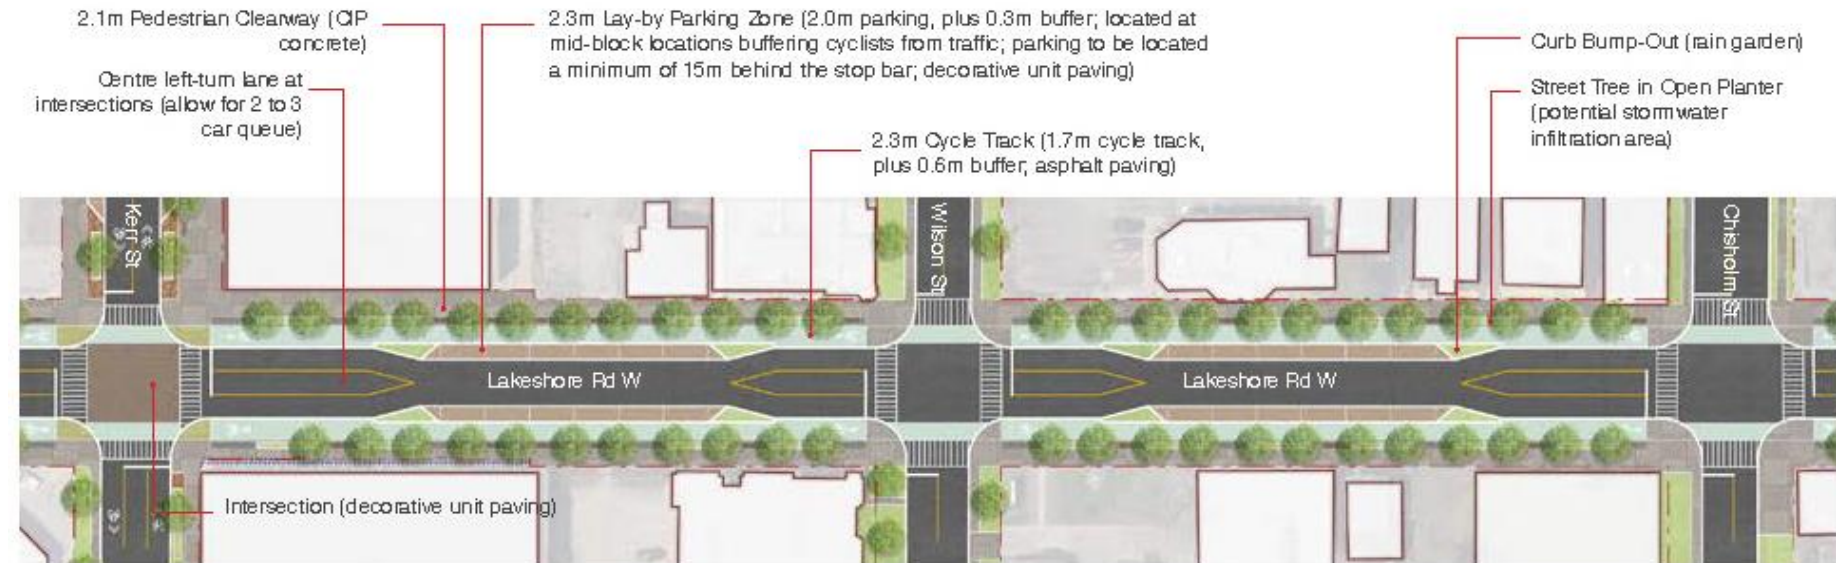 2.1m Pedestrian Clearway (CIP
concrete)
2.3m Lay-by Parking Zone (2.0m parking, plus 0.3m buffer; located at
mid-block locations buffering cyclists from traffic; parking to be located
a minimum of 15m behind the stop bar; decorative unit paving)
Curb Bump-Out (rain garden)
Centre left-turn lane at
intersections (allow for 2 to 3
car queue)
Street Tree in Open Planter
(potential stormwater
infiltration area)
2.3m Cycle Track (1.7m cycle track,
plus 0.6m buffer; asphalt paving)
Kerr St
Wilson St
Chisholm St
Lakeshore Rd W
Lakeshore Rd W
Intersection (decorative unit paving)